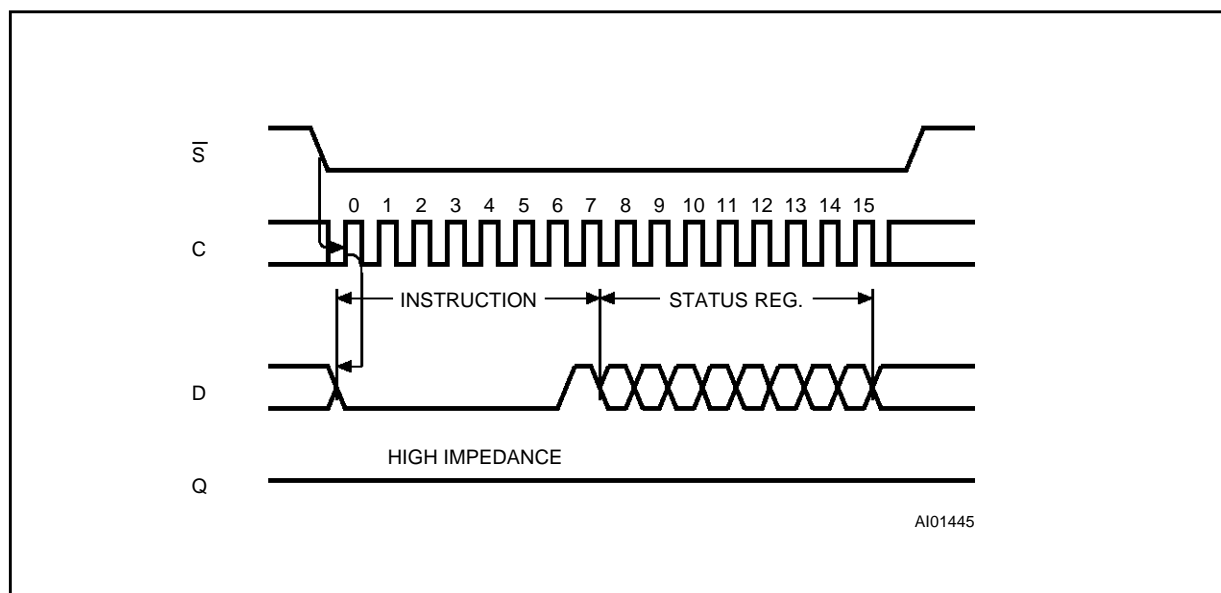 S̅
0 1 2 3 4 5 6 7 8 9 10 11 12 13 14 15
C
INSTRUCTION STATUS REG.
D
HIGH IMPEDANCE
Q
AI01445